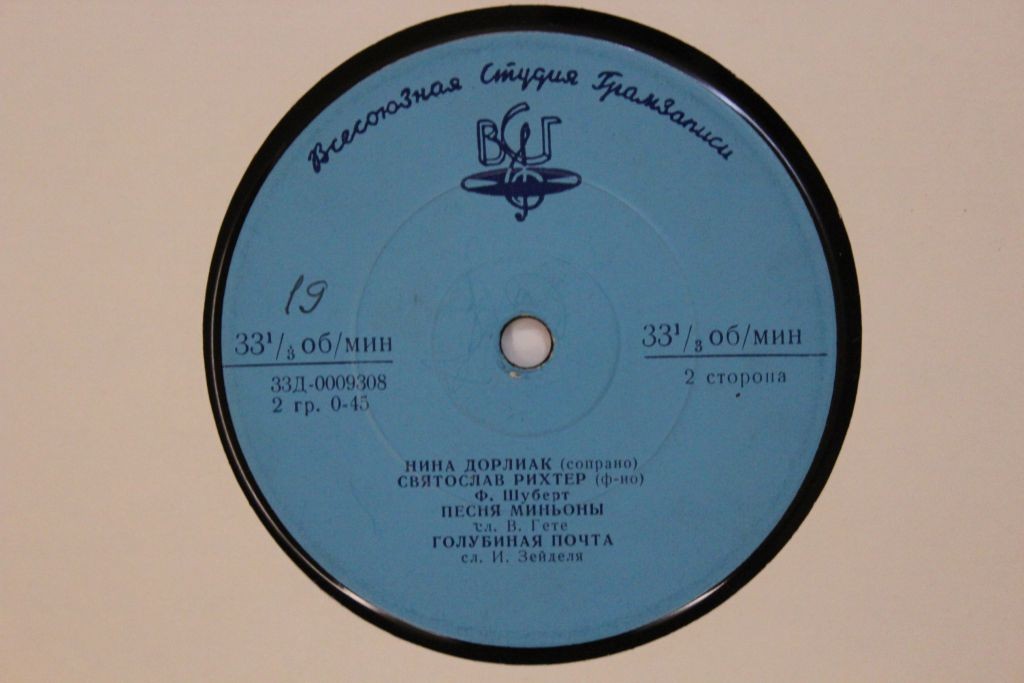 Всесоюзная Студия Грамзаписи
ВСГ
19
33¹/₃ об/мин
33Д-0009308
2 гр. 0-45
33¹/₃ об/мин
2 сторона
НИНА ДОРЛИАК (сопрано)
СВЯТОСЛАВ РИХТЕР (ф-но)
Ф. Шуберт
ПЕСНЯ МИНЬОНЫ
сл. В. Гете
ГОЛУБИНАЯ ПОЧТА
сл. И. Зейделя